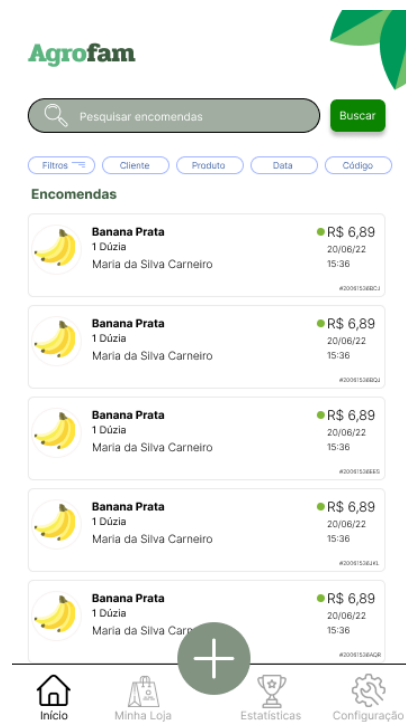 Agrofam
Pesquisar encomendas
Buscar
Filtros
Cliente
Produto
Data
Código
Encomendas
Banana Prata
R$ 6,89
1 Dúzia
20/06/22
Maria da Silva Carneiro
15:36
Banana Prata
R$ 6,89
1 Dúzia
20/06/22
Maria da Silva Carneiro
15:36
Banana Prata
R$ 6,89
1 Dúzia
20/06/22
Maria da Silva Carneiro
15:36
Banana Prata
R$ 6,89
1 Dúzia
20/06/22
Maria da Silva Carneiro
15:36
Banana Prata
R$ 6,89
1 Dúzia
20/06/22
Maria da Silva
15:36
Início
Minha Loja
Estatísticas
Configuração